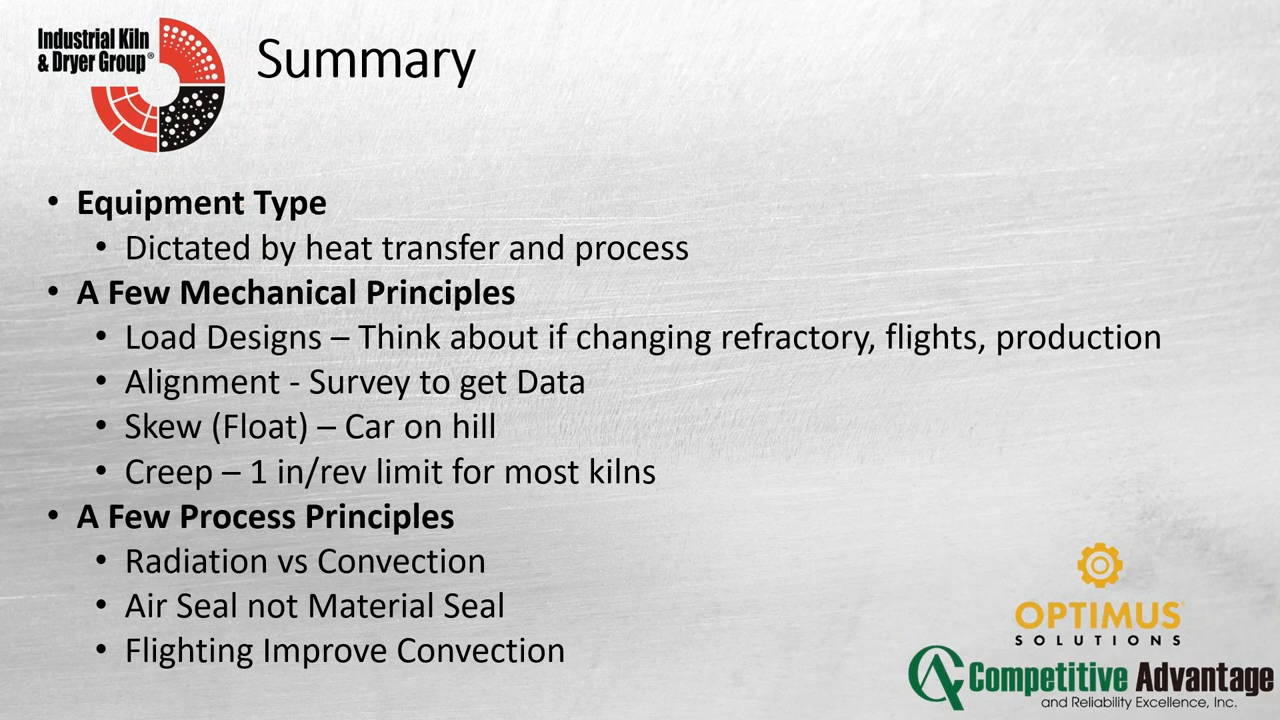 Industrial Kiln
& Dryer Group®
Summary
• Equipment Type
• Dictated by heat transfer and process
• A Few Mechanical Principles
• Load Designs – Think about if changing refractory, flights, production
• Alignment - Survey to get Data
• Skew (Float) – Car on hill
• Creep – 1 in/rev limit for most kilns
• A Few Process Principles
• Radiation vs Convection
• Air Seal not Material Seal
• Flighting Improve Convection
OPTIMUS
SOLUTIONS
Competitive Advantage
and Reliability Excellence, Inc.